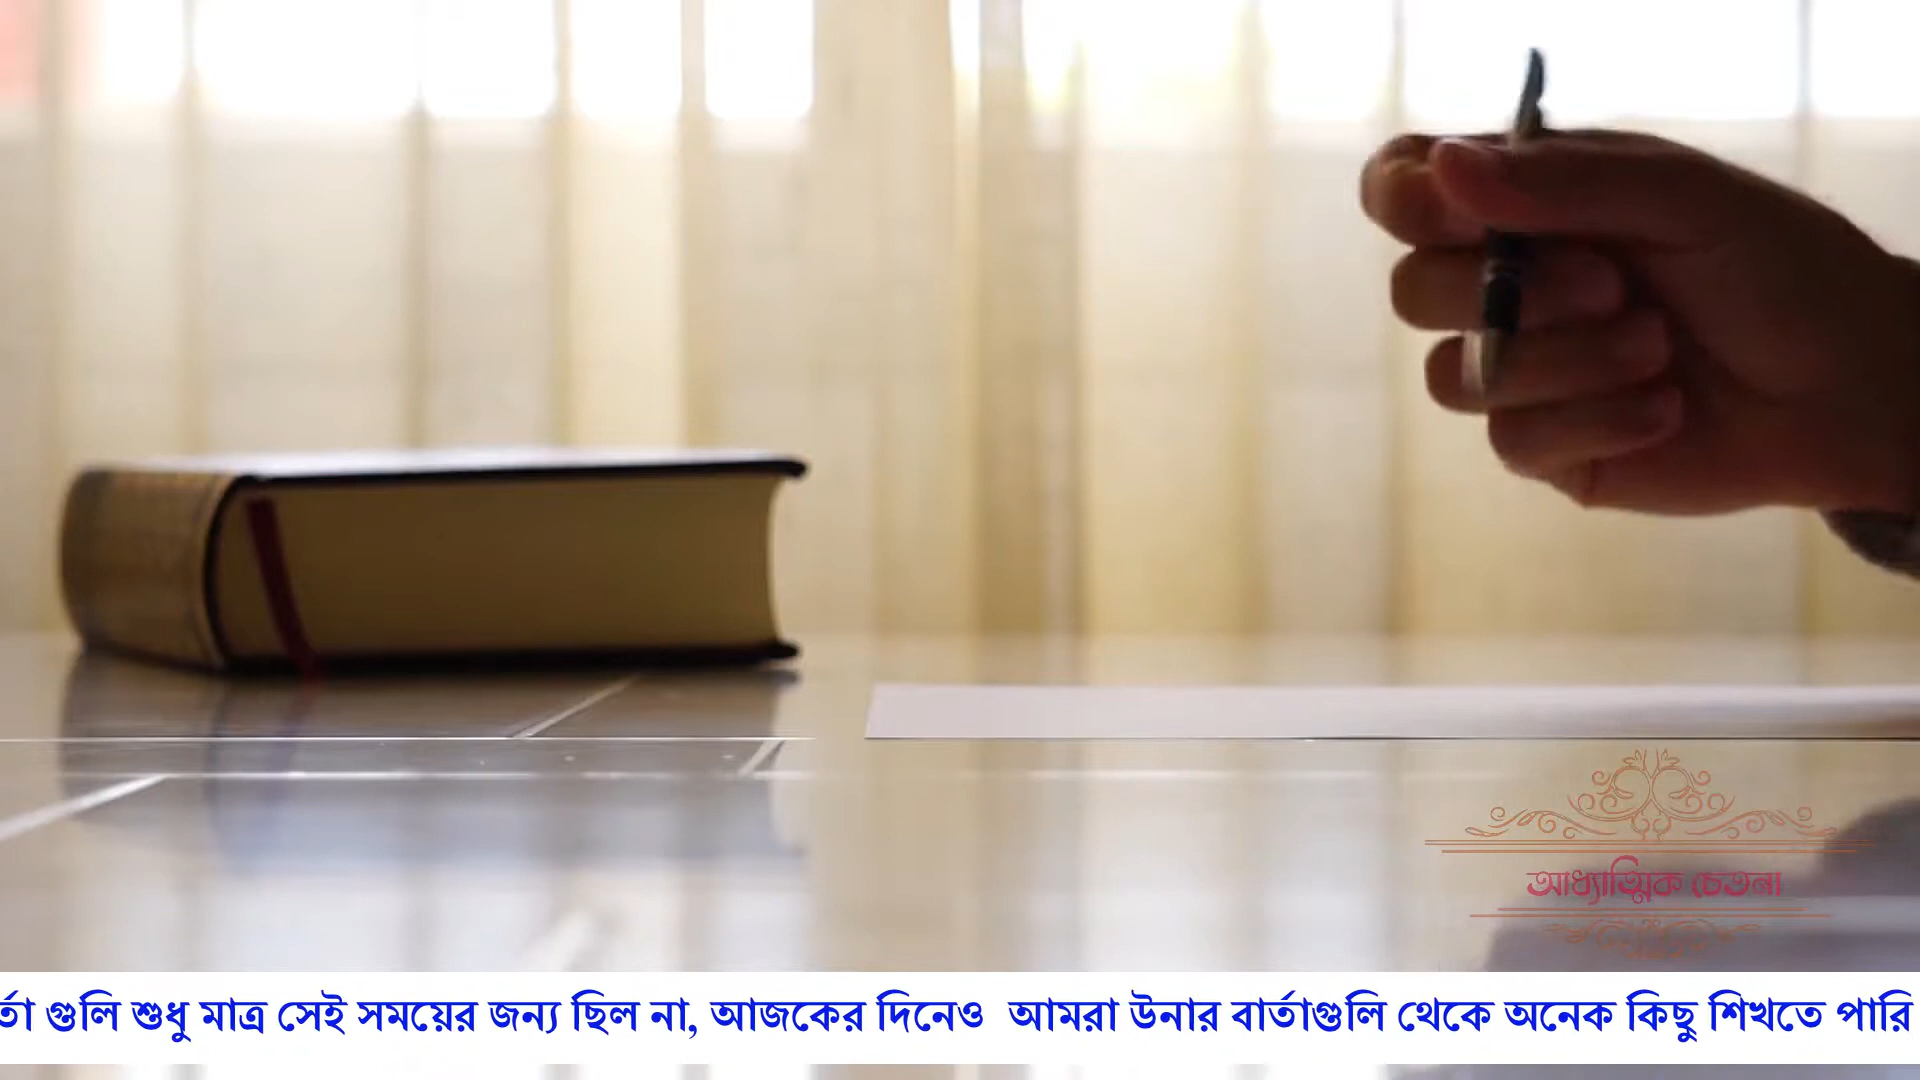 আধ্যাত্মিক চেতনা
র্তা গুলি শুধু মাত্র সেই সময়ের জন্য ছিল না, আজকের দিনেও আমরা উনার বার্তাগুলি থেকে অনেক কিছু শিখতে পারি